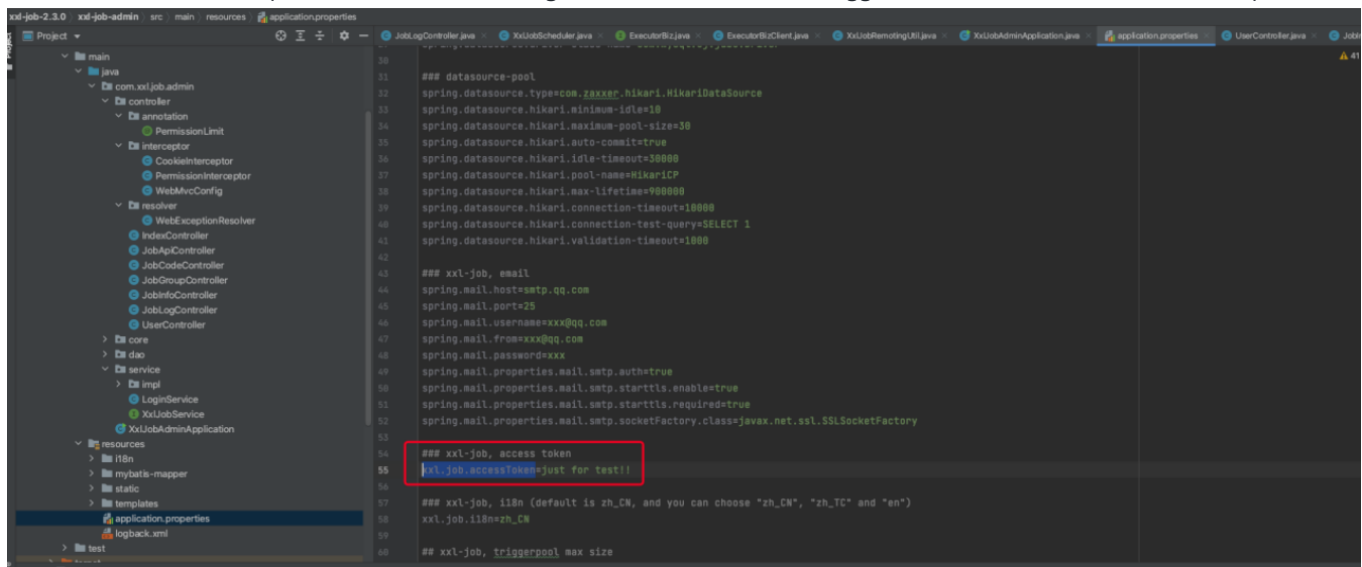 xxl-job-2.3.0 xxl-job-admin src main resources application.properties
Project
JobLogController.java XxlJobScheduler.java ExecutorBiz.java ExecutorBizClient.java XxlJobRemotingUtil.java XxlJobAdminApplication.java application.properties UserController.java
41
main
java
com.xxl.job.admin
controller
annotation
PermissionLimit
interceptor
CookieInterceptor
PermissionInterceptor
WebMvcConfig
resolver
WebExceptionResolver
IndexController
JobApiController
JobCodeController
JobGroupController
JobInfoController
JobLogController
UserController
core
dao
service
impl
LoginService
XxlJobService
XxlJobAdminApplication
resources
i18n
mybatis-mapper
static
templates
application.properties
logback.xml
test
30
31 ### datasource-pool
32 spring.datasource.type=com.zaxxer.hikari.HikariDataSource
33 spring.datasource.hikari.minimum-idle=10
34 spring.datasource.hikari.maximum-pool-size=30
35 spring.datasource.hikari.auto-commit=true
36 spring.datasource.hikari.idle-timeout=30000
37 spring.datasource.hikari.pool-name=HikariCP
38 spring.datasource.hikari.max-lifetime=900000
39 spring.datasource.hikari.connection-timeout=10000
40 spring.datasource.hikari.connection-test-query=SELECT 1
41 spring.datasource.hikari.validation-timeout=1000
42
43 ### xxl-job, email
44 spring.mail.host=smtp.qq.com
45 spring.mail.port=25
46 spring.mail.username=xxx@qq.com
47 spring.mail.from=xxx@qq.com
48 spring.mail.password=xxx
49 spring.mail.properties.mail.smtp.auth=true
50 spring.mail.properties.mail.smtp.starttls.enable=true
51 spring.mail.properties.mail.smtp.starttls.required=true
52 spring.mail.properties.mail.smtp.socketFactory.class=javax.net.ssl.SSLSocketFactory
53
54 ### xxl-job, access token
55 xxl.job.accessToken=just for test!!
56
57 ### xxl-job, i18n (default is zh_CN, and you can choose "zh_CN", "zh_TC" and "en")
58 xxl.job.i18n=zh_CN
59
60 ## xxl-job, triggerpool max size